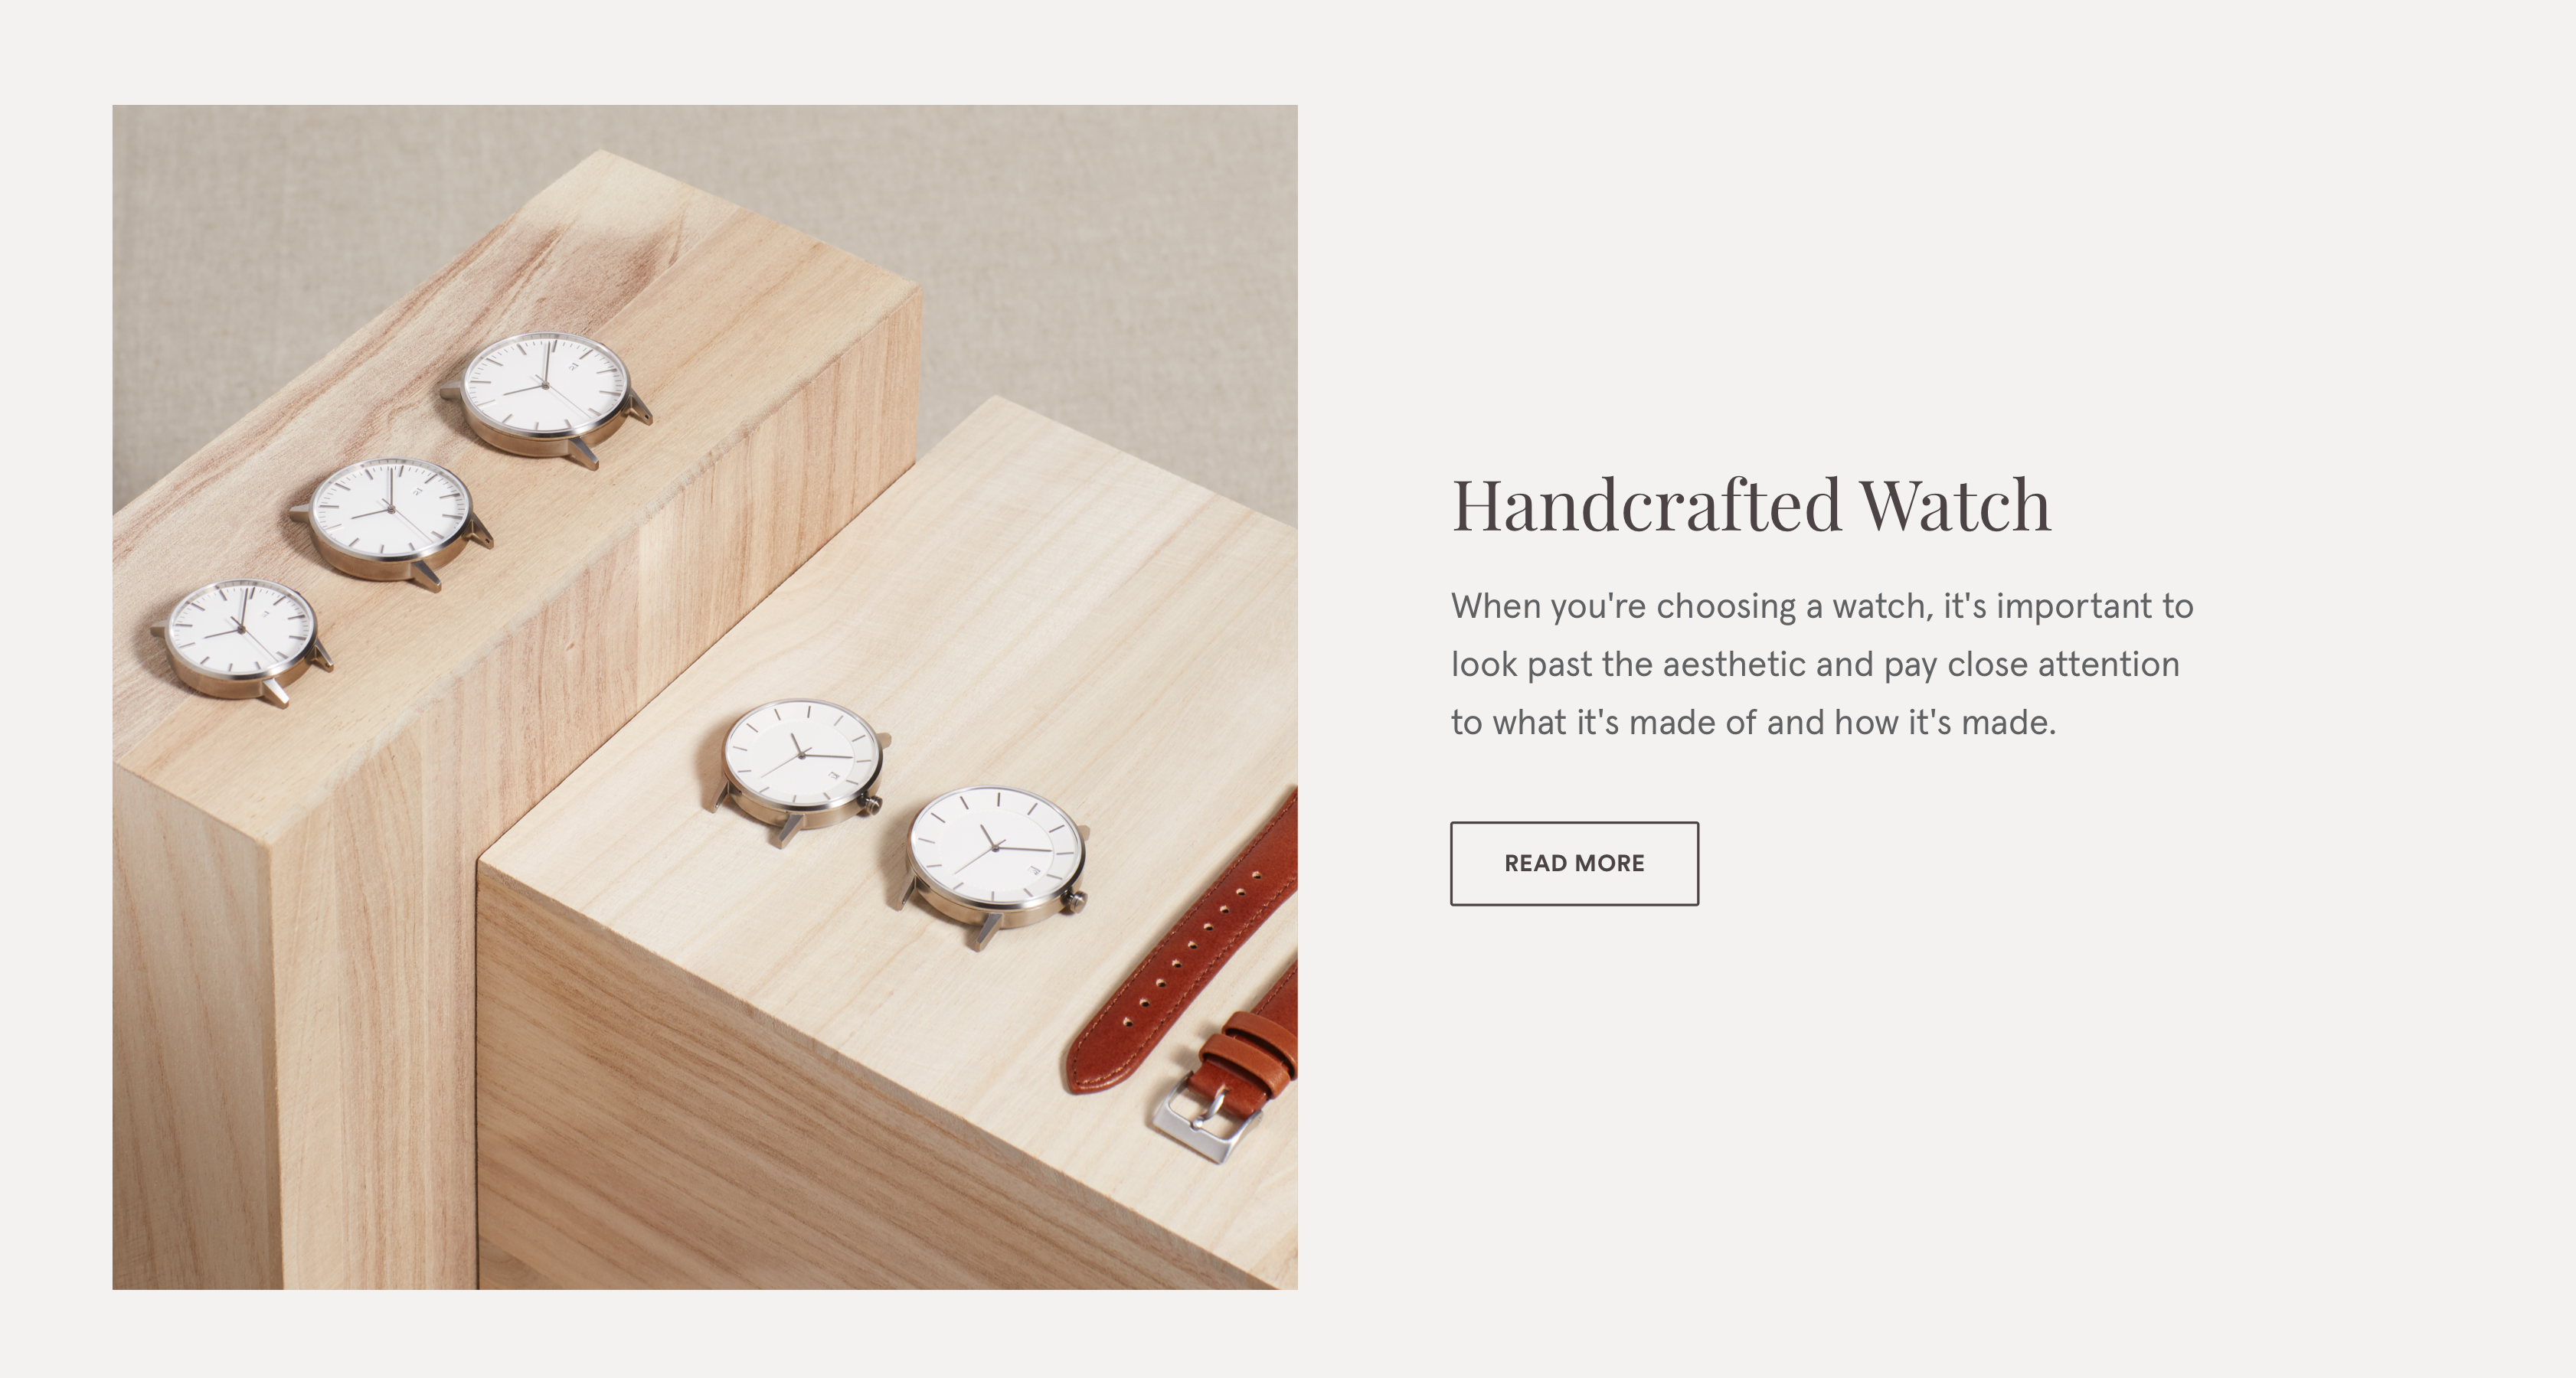 Handcrafted Watch
When you're choosing a watch, it's important to
look past the aesthetic and pay close attention
to what it's made of and how it's made.
READ MORE